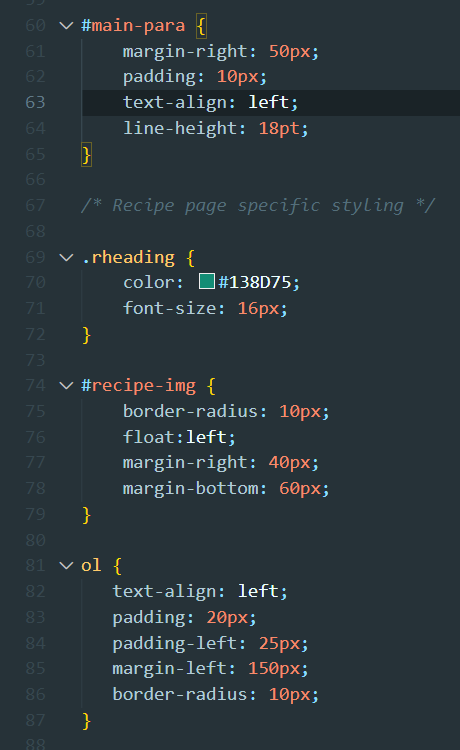 60 #main-para {
61 margin-right: 50px;
62 padding: 10px;
63 text-align: left;
64 line-height: 18pt;
65 }
66
67 /* Recipe page specific styling */
68
69 .rheading {
70 color: #138D75;
71 font-size: 16px;
72 }
73
74 #recipe-img {
75 border-radius: 10px;
76 float:left;
77 margin-right: 40px;
78 margin-bottom: 60px;
79 }
80
81 ol {
82 text-align: left;
83 padding: 20px;
84 padding-left: 25px;
85 margin-left: 150px;
86 border-radius: 10px;
87 }
88